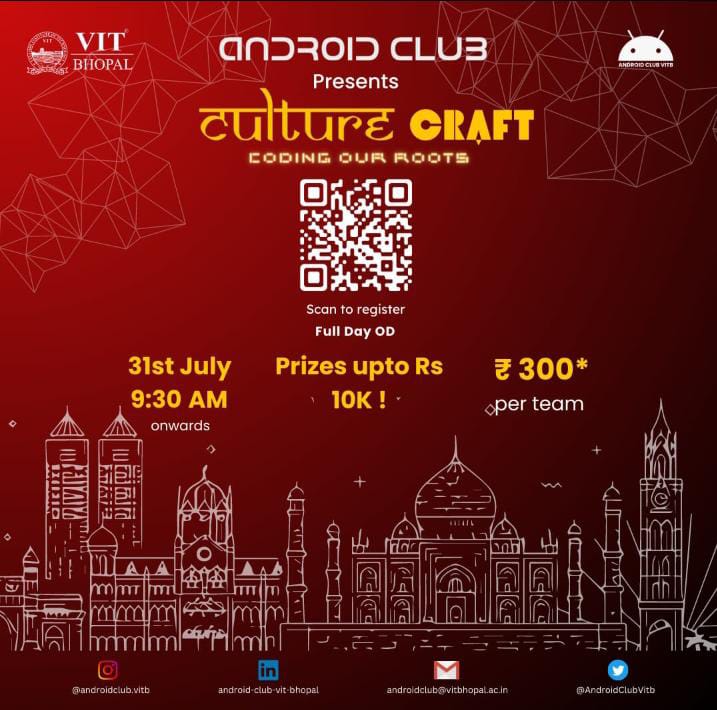 VIT
BHOPAL
ANDROID CLUB
ANDROID CLUB VITB
Presents
culture CRAFT
CODING OUR ROOTS
Scan to register
Full Day OD
31st July
9:30 AM
onwards
Prizes upto Rs
10K !
₹ 300*
per team
@androidclub.vitb
android-club-vit-bhopal
androidclub@vitbhopal.ac.in
@AndroidClubVitb